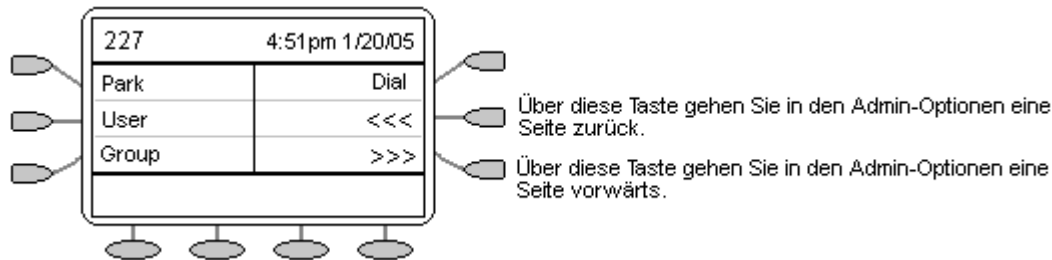 227 4:51pm 1/20/05
Park Dial
User <<<
Group >>>
Über diese Taste gehen Sie in den Admin-Optionen eine
Seite zurück.
Über diese Taste gehen Sie in den Admin-Optionen eine
Seite vorwärts.